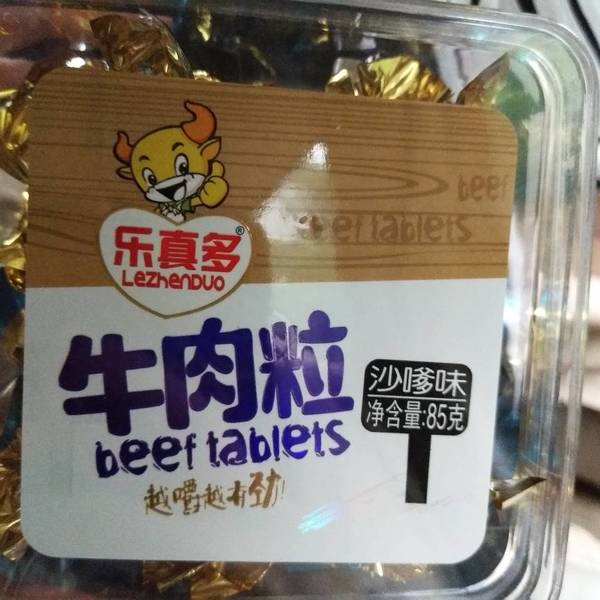 beef
beef tablets
乐真多®
LeZhenDUO
牛肉粒
beef tablets
沙嗲味
净含量:85克
越嚼越有劲!